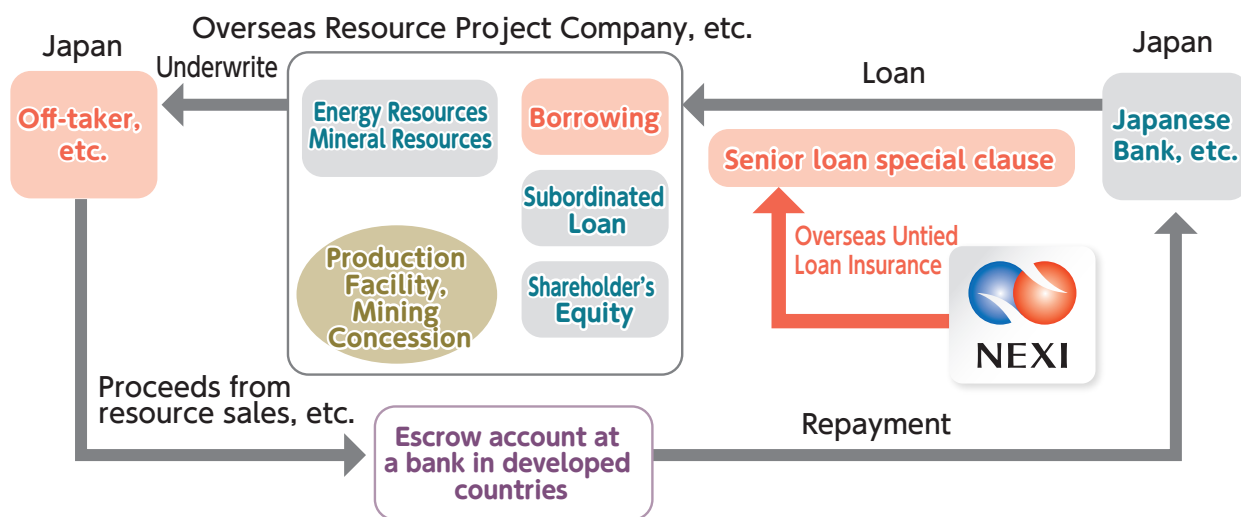 Overseas Resource Project Company, etc.
Japan
Underwrite
Off-taker,
etc.
Energy Resources
Mineral Resources
Borrowing
Subordinated
Loan
Production
Facility,
Mining
Concession
Shareholder's
Equity
Loan
Senior loan special clause
Japan
Japanese
Bank, etc.
Overseas Untied
Loan Insurance
NEXI
Proceeds from
resource sales, etc.
Escrow account at
a bank in developed
countries
Repayment